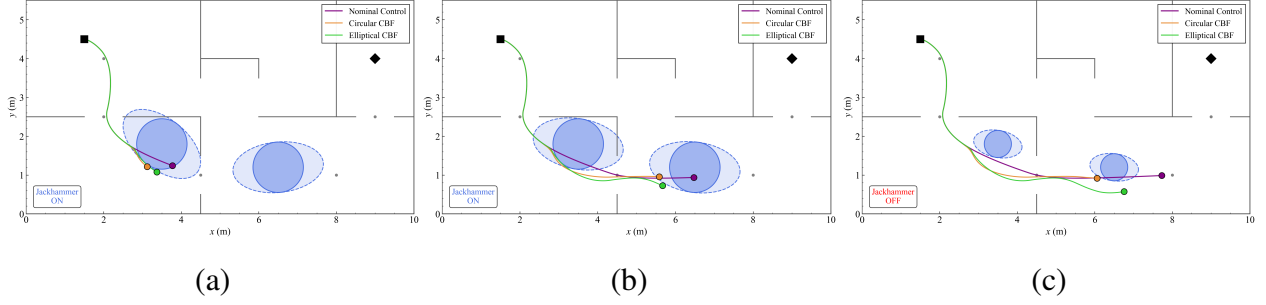 5
4
3
2
1
0
y (m)
0
2
4
6
8
10
x (m)
Nominal Control
Circular CBF
Elliptical CBF
Jackhammer
ON
(a)
5
4
3
2
1
0
y (m)
0
2
4
6
8
10
x (m)
Nominal Control
Circular CBF
Elliptical CBF
Jackhammer
ON
(b)
5
4
3
2
1
0
y (m)
0
2
4
6
8
10
x (m)
Nominal Control
Circular CBF
Elliptical CBF
Jackhammer
OFF
(c)